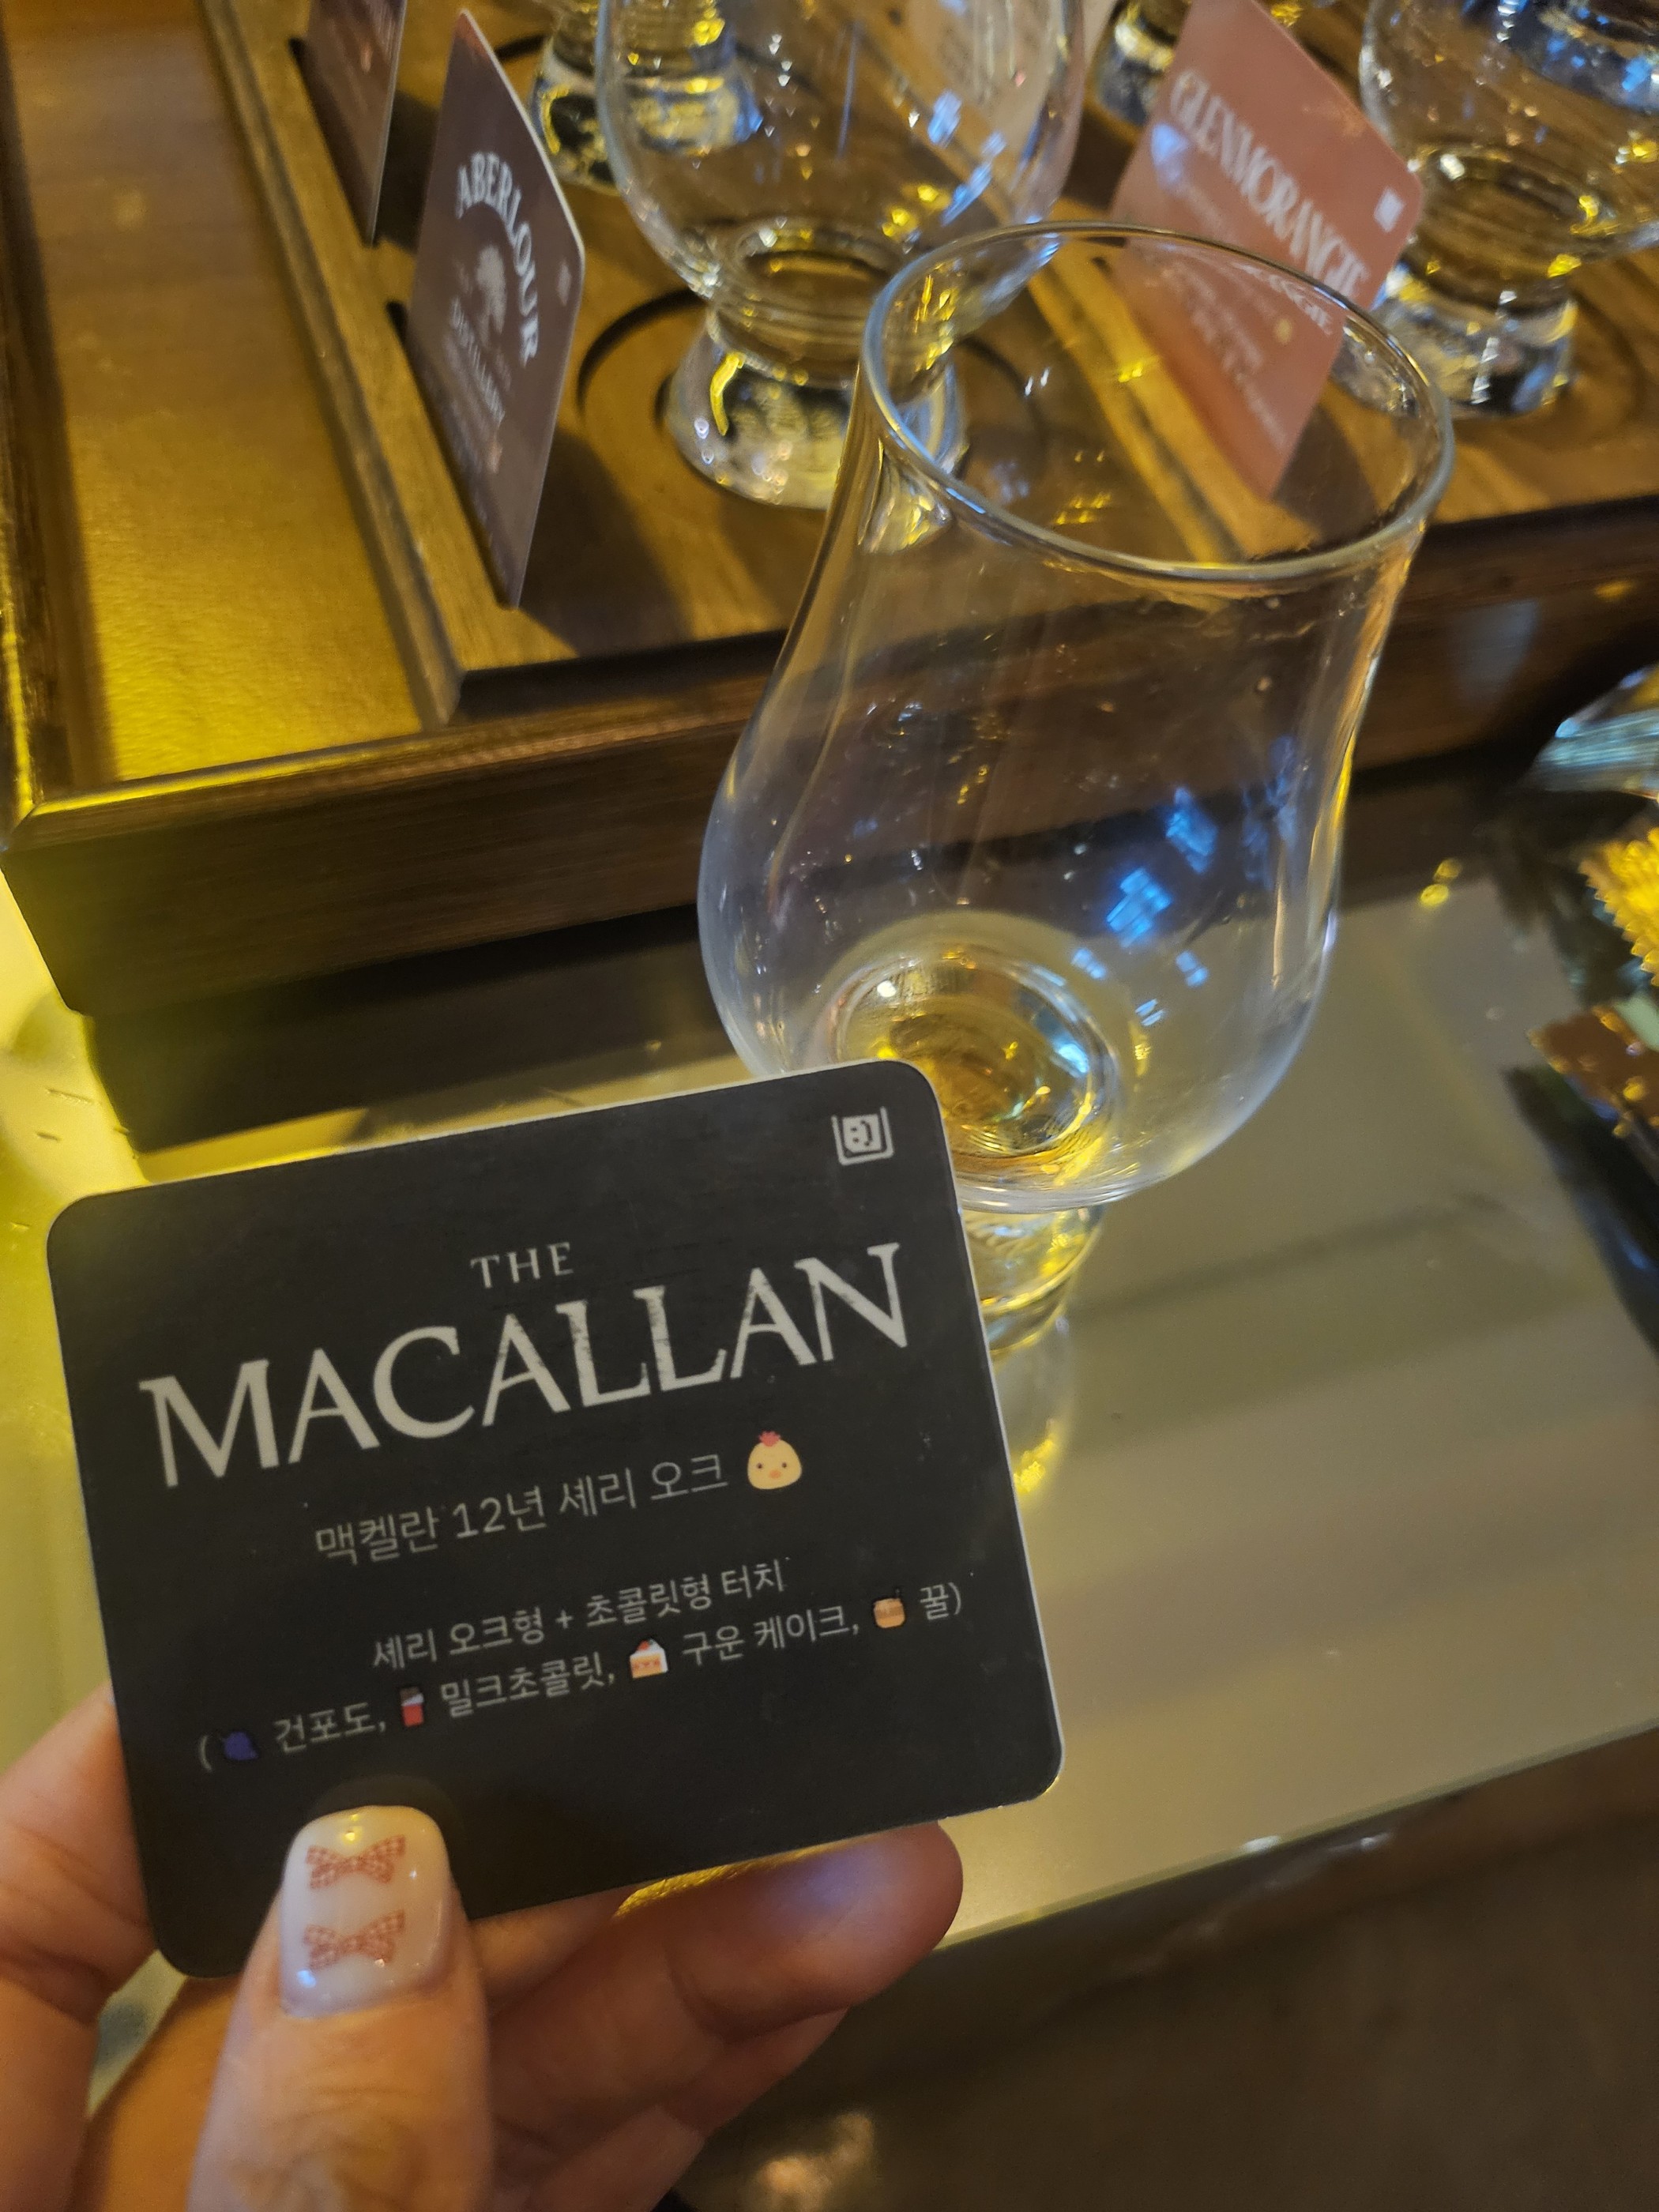 ABERLOUR
DISTILLERY
GLENMORANGIE
THE
MACALLAN
맥켈란 12년 셰리 오크
셰리 오크형 + 초콜릿형 터치
( 건포도, 밀크초콜릿, 구운 케이크, 꿀)